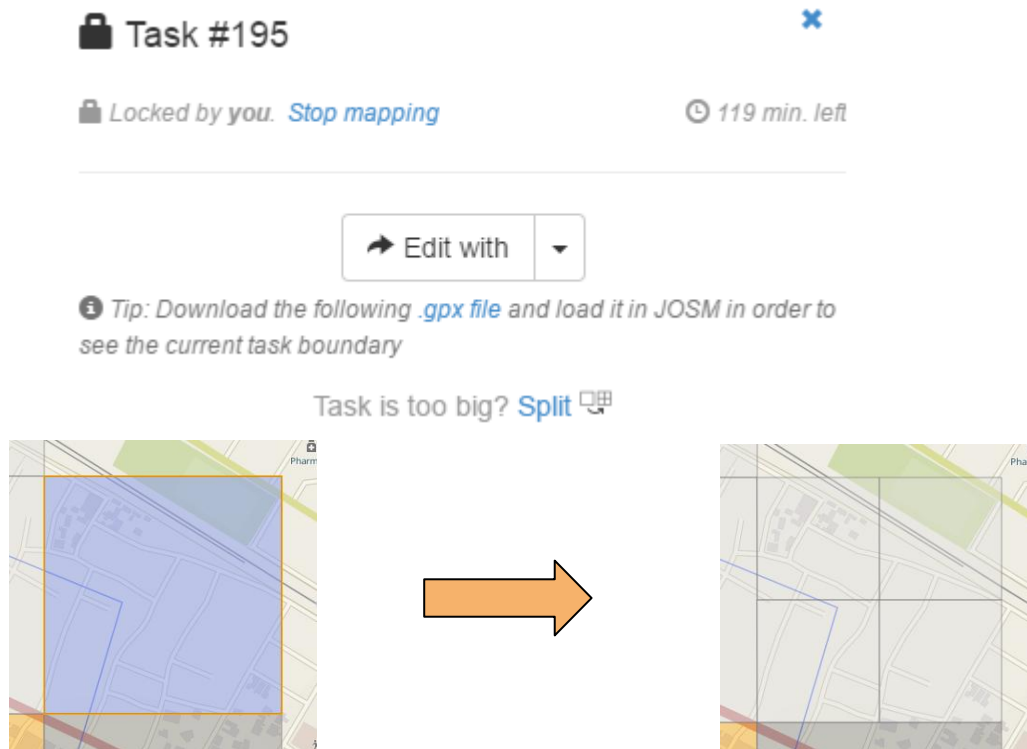 Task #195
Locked by you. Stop mapping
119 min. left
Edit with
Tip: Download the following .gpx file and load it in JOSM in order to
see the current task boundary
Task is too big? Split
Pharm
Pha